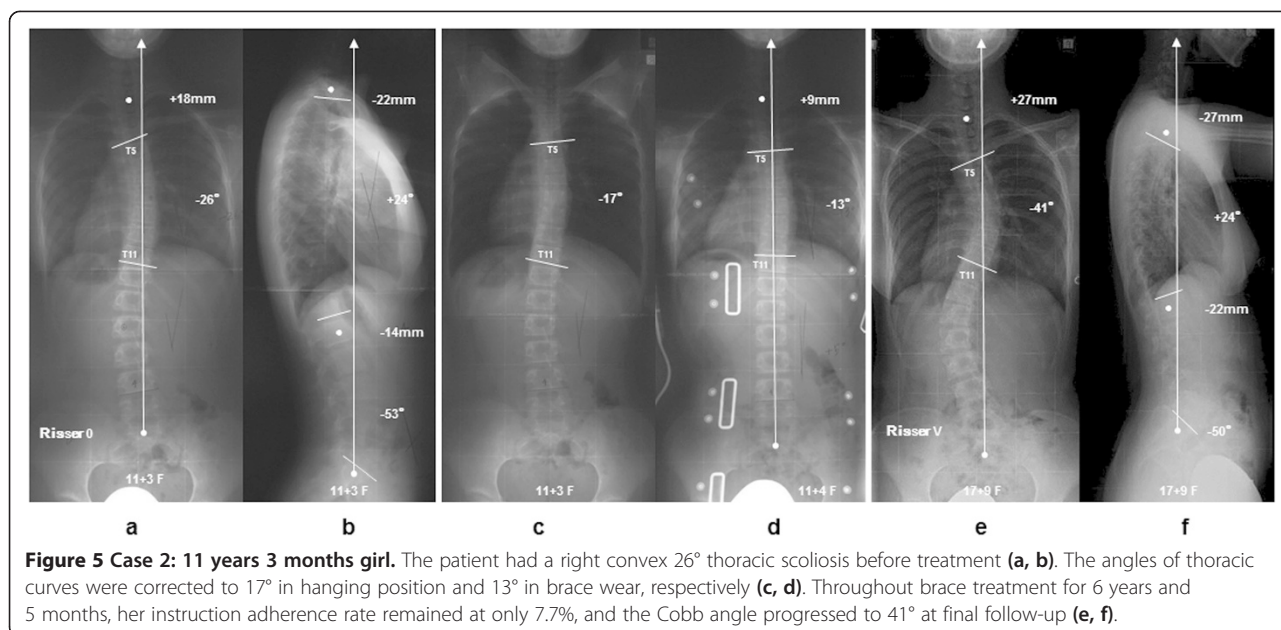 +18mm
T5
-26°
T11
Risser 0
11+3 F
-22mm
+24°
-14mm
-53°
11+3 F
T5
-17°
T11
11+3 F
+9mm
T5
-13°
T11
11+4 F
+27mm
T5
-41°
T11
Risser V
17+9 F
-27mm
+24°
-22mm
-50°
17+9 F
a b c d e f
Figure 5 Case 2: 11 years 3 months girl. The patient had a right convex 26° thoracic scoliosis before treatment (a, b). The angles of thoracic
curves were corrected to 17° in hanging position and 13° in brace wear, respectively (c, d). Throughout brace treatment for 6 years and
5 months, her instruction adherence rate remained at only 7.7%, and the Cobb angle progressed to 41° at final follow-up (e, f).